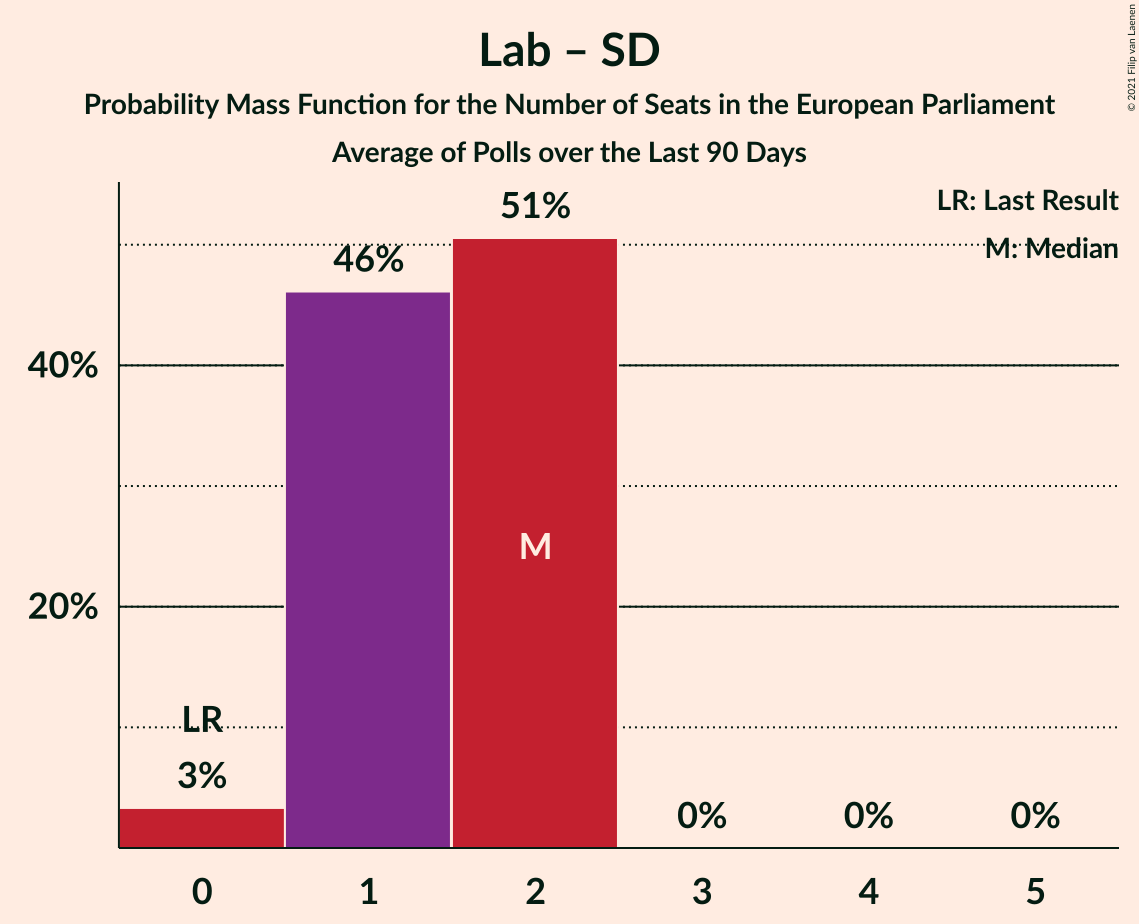 Lab – SD
Probability Mass Function for the Number of Seats in the European Parliament
Average of Polls over the Last 90 Days
© 2021 Filip van Laenen
LR: Last Result
M: Median
51%
46%
40%
M
20%
LR
3%
0% 0% 0%
0 1 2 3 4 5